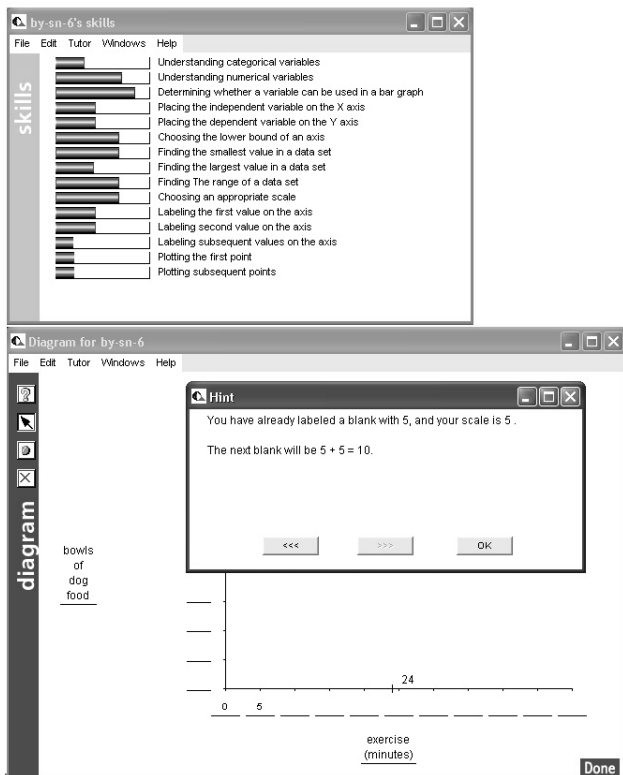 by-sn-6's skills
File Edit Tutor Windows Help
skills
Understanding categorical variables
Understanding numerical variables
Determining whether a variable can be used in a bar graph
Placing the independent variable on the X axis
Placing the dependent variable on the Y axis
Choosing the lower bound of an axis
Finding the smallest value in a data set
Finding the largest value in a data set
Finding The range of a data set
Choosing an appropriate scale
Labeling the first value on the axis
Labeling second value on the axis
Labeling subsequent values on the axis
Plotting the first point
Plotting subsequent points
Diagram for by-sn-6
File Edit Tutor Windows Help
diagram
Hint
You have already labeled a blank with 5, and your scale is 5 .
The next blank will be 5 + 5 = 10.
<<< >>> OK
bowls
of
dog
food
24
0 5
exercise
(minutes)
Done